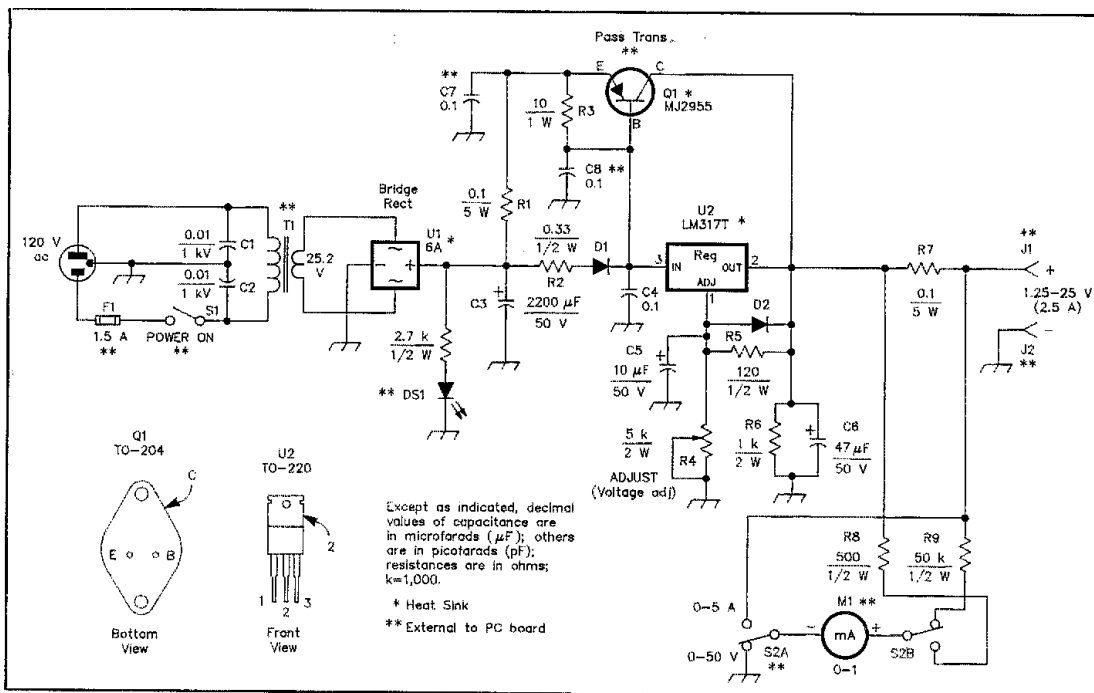 Pass Trans.
**
E
C
**
C7
0.1
10
1 W
R3
Q1 *
MJ2955
B
C8 **
0.1
Bridge
Rect
0.1
5 W
R1
U2
LM317T *
**
T1
120 V
ac
0.01
1 kV
C1
0.01
1 kV
C2
25.2
V
~
- +
~
U1
6A *
0.33
1/2 W
R2
D1
3
IN
Reg
OUT
2
ADJ
1
R7
0.1
5 W
**
J1
+
1.25-25 V
(2.5 A)
-
J2
**
F1
1.5 A
**
S1
POWER ON
**
C3
+
2200 µF
50 V
C4
0.1
D2
2.7 k
1/2 W
C5
+
10 µF
50 V
R5
120
1/2 W
** DS1
5 k
2 W
R4
R6
1 k
2 W
+
C6
47 µF
50 V
ADJUST
(Voltage adj)
Q1
TO-204
C
E
B
Bottom
View
U2
TO-220
2
1
2
3
Front
View
Except as indicated, decimal
values of capacitance are
in microfarads (µF); others
are in picofarads (pF);
resistances are in ohms;
k=1,000.
* Heat Sink
** External to PC board
R8
500
1/2 W
R9
50 k
1/2 W
0-5 A
0-50 V
S2A
**
M1 **
-
mA
+
0-1
S2B